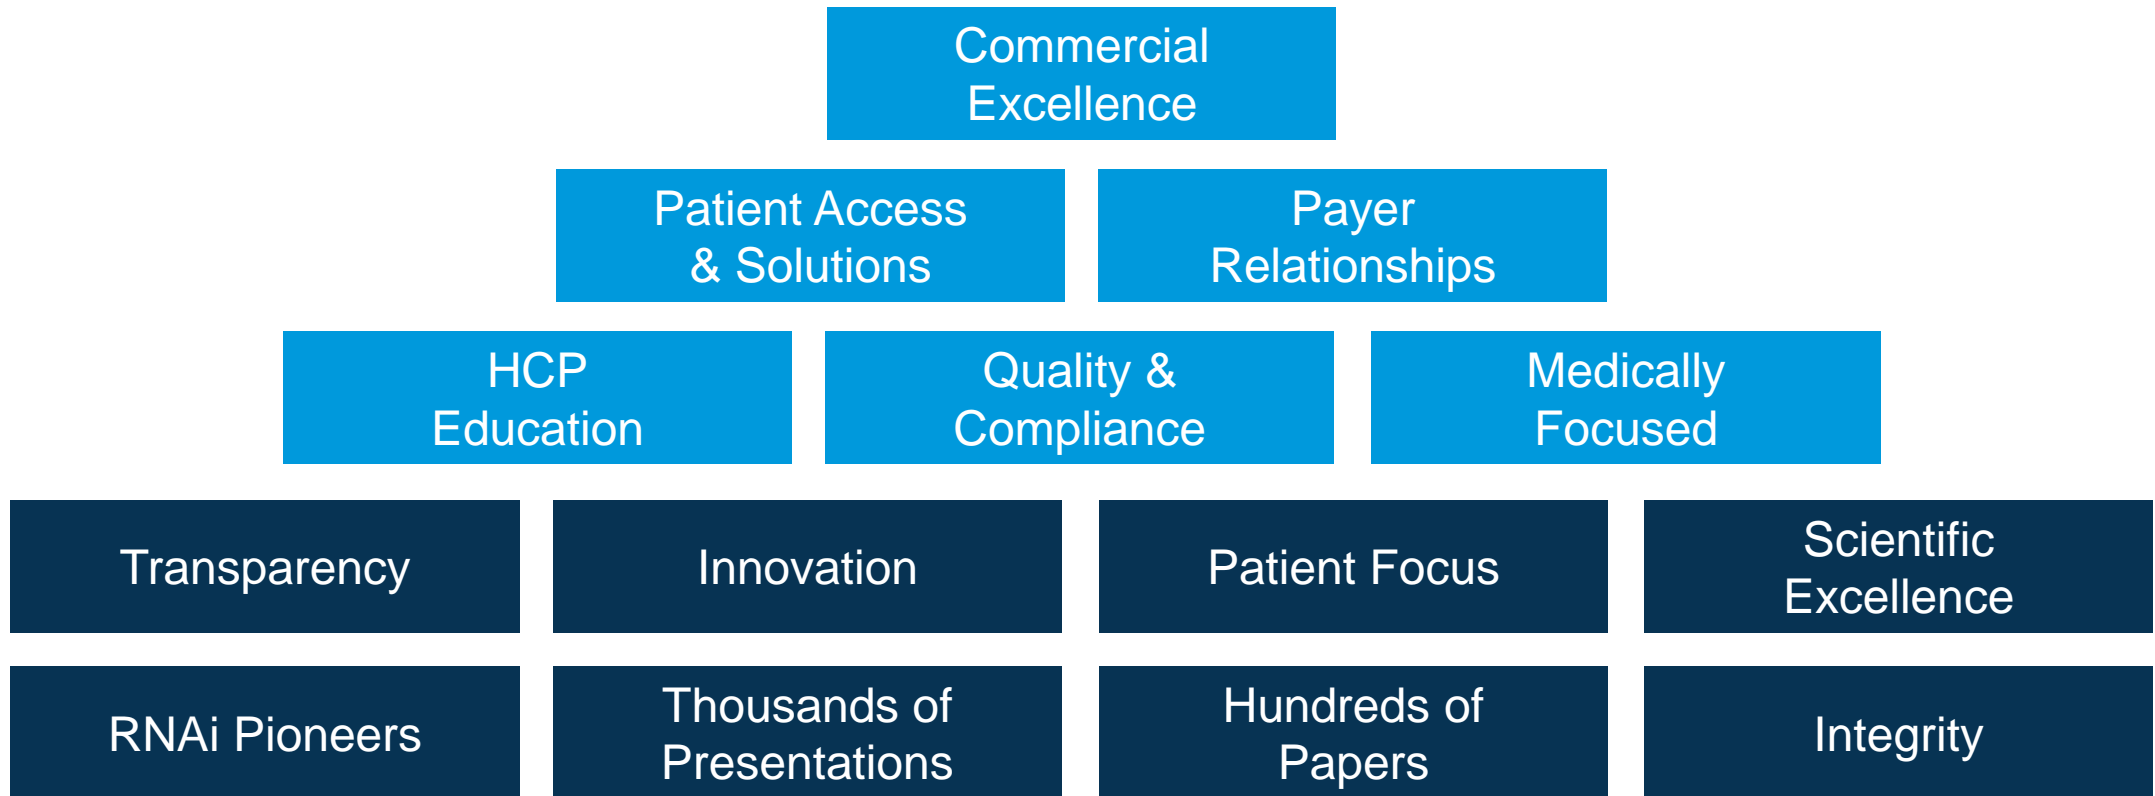 Commercial
Excellence
Patient Access
& Solutions
Payer
Relationships
HCP
Education
Quality &
Compliance
Medically
Focused
Transparency
Innovation
Patient Focus
Scientific
Excellence
RNAi Pioneers
Thousands of
Presentations
Hundreds of
Papers
Integrity